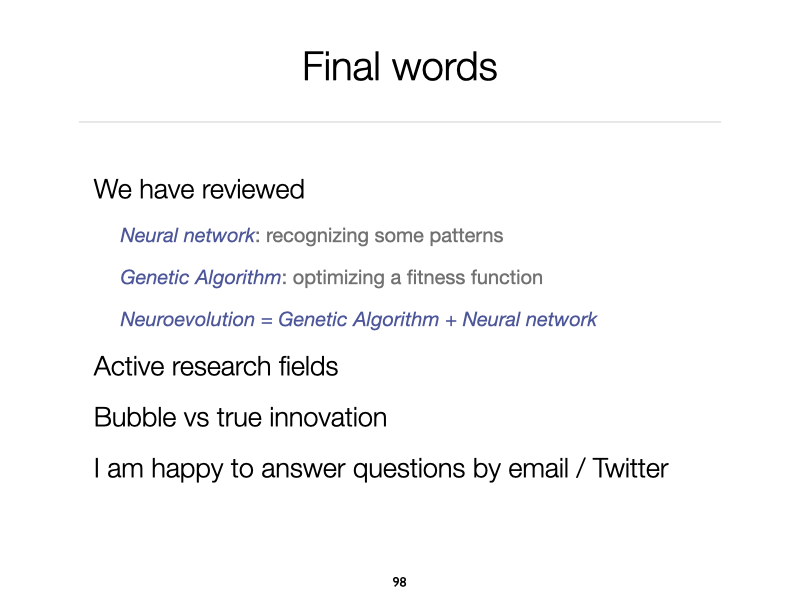 Final words
We have reviewed
Neural network: recognizing some patterns
Genetic Algorithm: optimizing a fitness function
Neuroevolution = Genetic Algorithm + Neural network
Active research fields
Bubble vs true innovation
I am happy to answer questions by email / Twitter
98